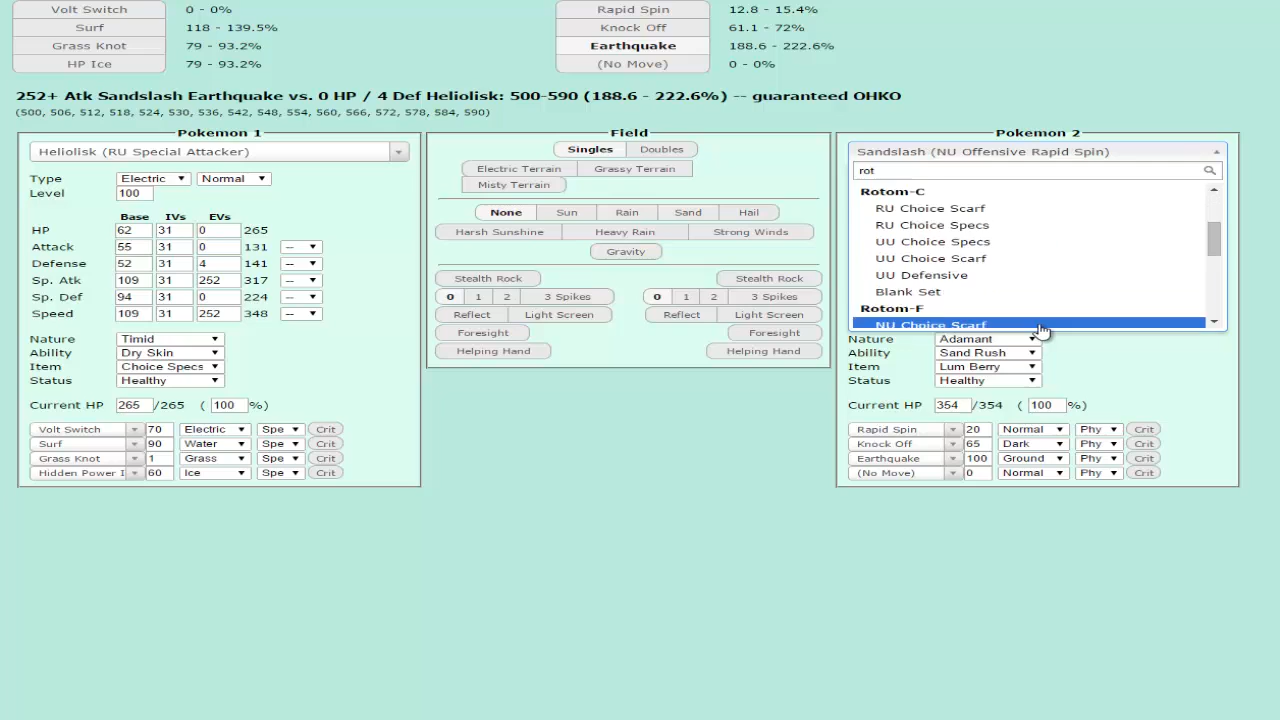 Volt Switch 0 - 0% Rapid Spin 12.8 - 15.4%
Surf 118 - 139.5% Knock Off 61.1 - 72%
Grass Knot 79 - 93.2% Earthquake 188.6 - 222.6%
HP Ice 79 - 93.2% (No Move) 0 - 0%
252+ Atk Sandslash Earthquake vs. 0 HP / 4 Def Heliolisk: 500-590 (188.6 - 222.6%) -- guaranteed OHKO
(500, 506, 512, 518, 524, 530, 536, 542, 548, 554, 560, 566, 572, 578, 584, 590)
Pokemon 1
Heliolisk (RU Special Attacker)
Type Electric Normal
Level 100
Base IVs EVs
HP 62 31 0 265
Attack 55 31 0 131 --
Defense 52 31 4 141 --
Sp. Atk 109 31 252 317 --
Sp. Def 94 31 0 224 --
Speed 109 31 252 348 --
Nature Timid
Ability Dry Skin
Item Choice Specs
Status Healthy
Current HP 265 /265 ( 100 %)
Volt Switch 70 Electric Spe Crit
Surf 90 Water Spe Crit
Grass Knot 1 Grass Spe Crit
Hidden Power I 60 Ice Spe Crit
Field
Singles Doubles
Electric Terrain Grassy Terrain
Misty Terrain
None Sun Rain Sand Hail
Harsh Sunshine Heavy Rain Strong Winds
Gravity
Stealth Rock Stealth Rock
0 1 2 3 Spikes 0 1 2 3 Spikes
Reflect Light Screen Reflect Light Screen
Foresight Foresight
Helping Hand Helping Hand
Pokemon 2
Sandslash (NU Offensive Rapid Spin)
rot
Rotom-C
RU Choice Scarf
RU Choice Specs
UU Choice Specs
UU Choice Scarf
UU Defensive
Blank Set
Rotom-F
NU Choice Scarf
Nature Adamant
Ability Sand Rush
Item Lum Berry
Status Healthy
Current HP 354 /354 ( 100 %)
Rapid Spin 20 Normal Phy Crit
Knock Off 65 Dark Phy Crit
Earthquake 100 Ground Phy Crit
(No Move) 0 Normal Phy Crit